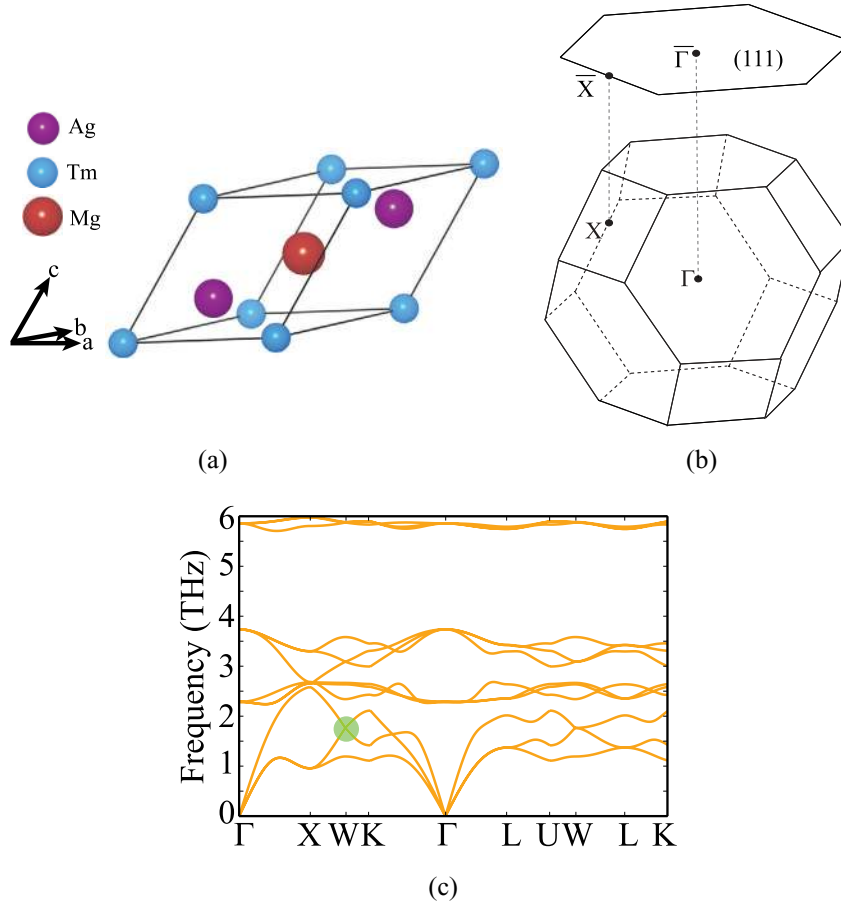 Ag
Tm
Mg
c
b
a
(a)
Γ̅
(111)
X̅
X
Γ
(b)
6
5
4
3
2
1
0
Frequency (THz)
Γ X W K Γ L U W L K
(c)